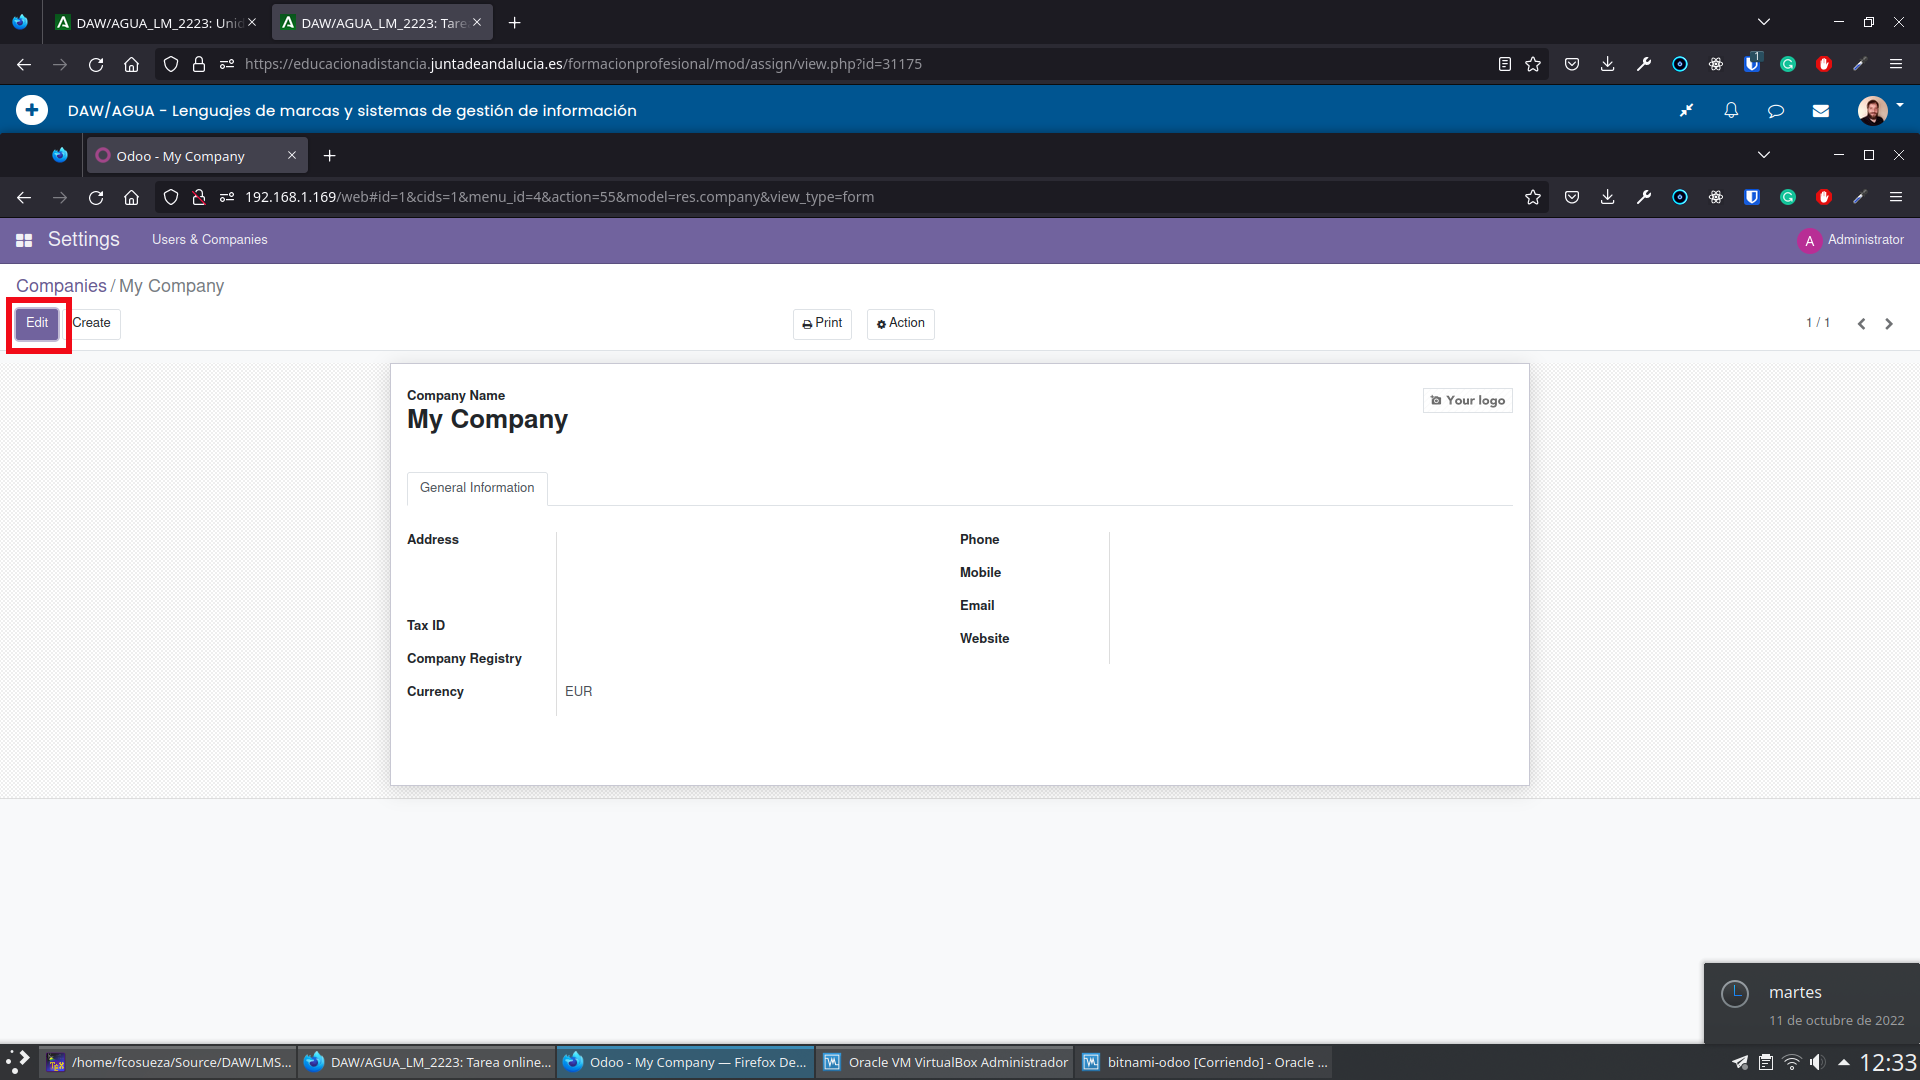 DAW/AGUA_LM_2223: Unid
DAW/AGUA_LM_2223: Tare
https://educacionadistancia.juntadeandalucia.es/formacionprofesional/mod/assign/view.php?id=31175
1
DAW/AGUA - Lenguajes de marcas y sistemas de gestión de información
Odoo - My Company
192.168.1.169/web#id=1&cids=1&menu_id=4&action=55&model=res.company&view_type=form
Settings
Users & Companies
A
Administrator
Companies / My Company
Edit
Create
Print
Action
1 / 1
Company Name
My Company
Your logo
General Information
Address
Tax ID
Company Registry
Currency
EUR
Phone
Mobile
Email
Website
martes
11 de octubre de 2022
/home/fcosueza/Source/DAW/LMS...
DAW/AGUA_LM_2223: Tarea online...
Odoo - My Company — Firefox De...
Oracle VM VirtualBox Administrador
bitnami-odoo [Corriendo] - Oracle ...
12:33